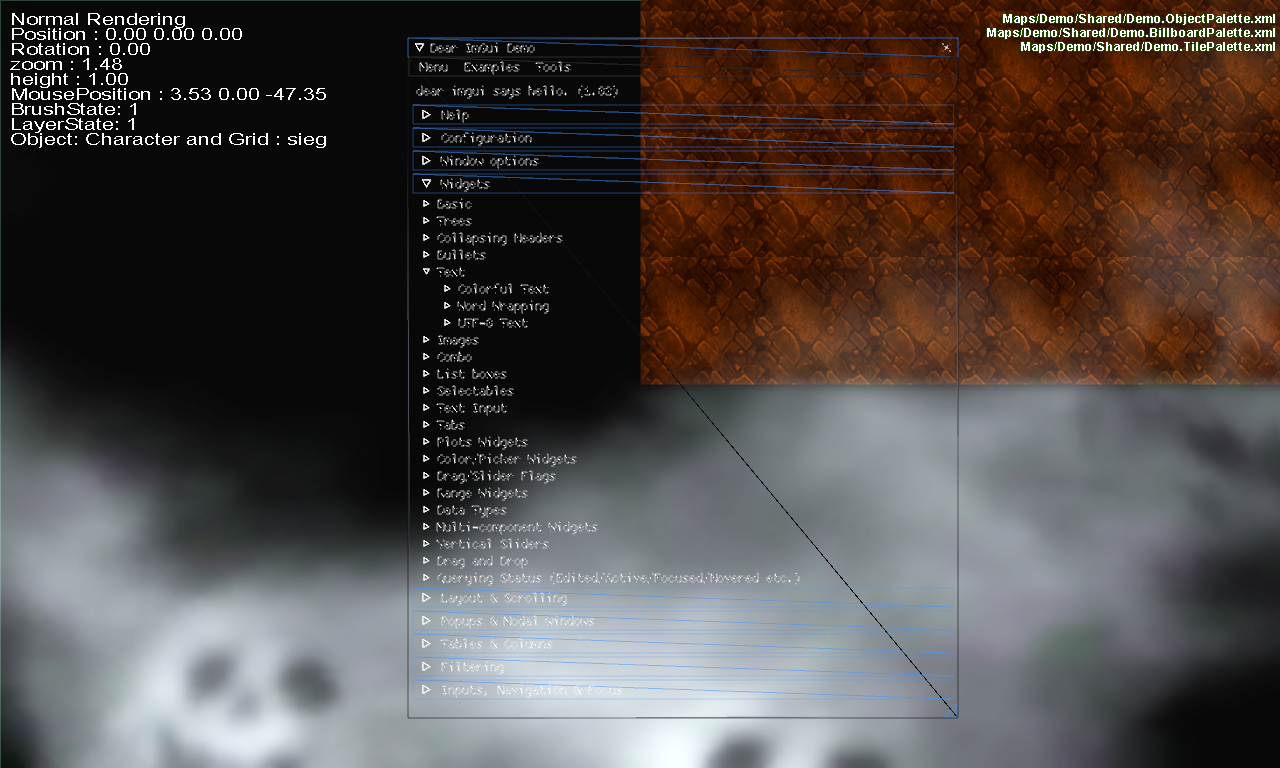 Normal Rendering
Position : 0.00 0.00 0.00
Rotation : 0.00
zoom : 1.48
height : 1.00
MousePosition : 3.53 0.00 -47.35
BrushState: 1
LayerState: 1
Object: Character and Grid : sieg
Maps/Demo/Shared/Demo.ObjectPalette.xml
Maps/Demo/Shared/Demo.BillboardPalette.xml
Maps/Demo/Shared/Demo.TilePalette.xml
Dear ImGui Demo
Menu Examples Tools
dear imgui says hello. (1.82)
Help
Configuration
Window options
Widgets
Basic
Trees
Collapsing Headers
Bullets
Text
Colorful Text
Word Wrapping
UTF-8 Text
Images
Combo
List boxes
Selectables
Text Input
Tabs
Plots Widgets
Color/Picker Widgets
Drag/Slider Flags
Range Widgets
Data Types
Multi-component Widgets
Vertical Sliders
Drag and Drop
Querying Status (Edited/Active/Focused/Hovered etc.)
Layout & Scrolling
Popups & Modal windows
Tables & Columns
Filtering
Inputs, Navigation & Focus